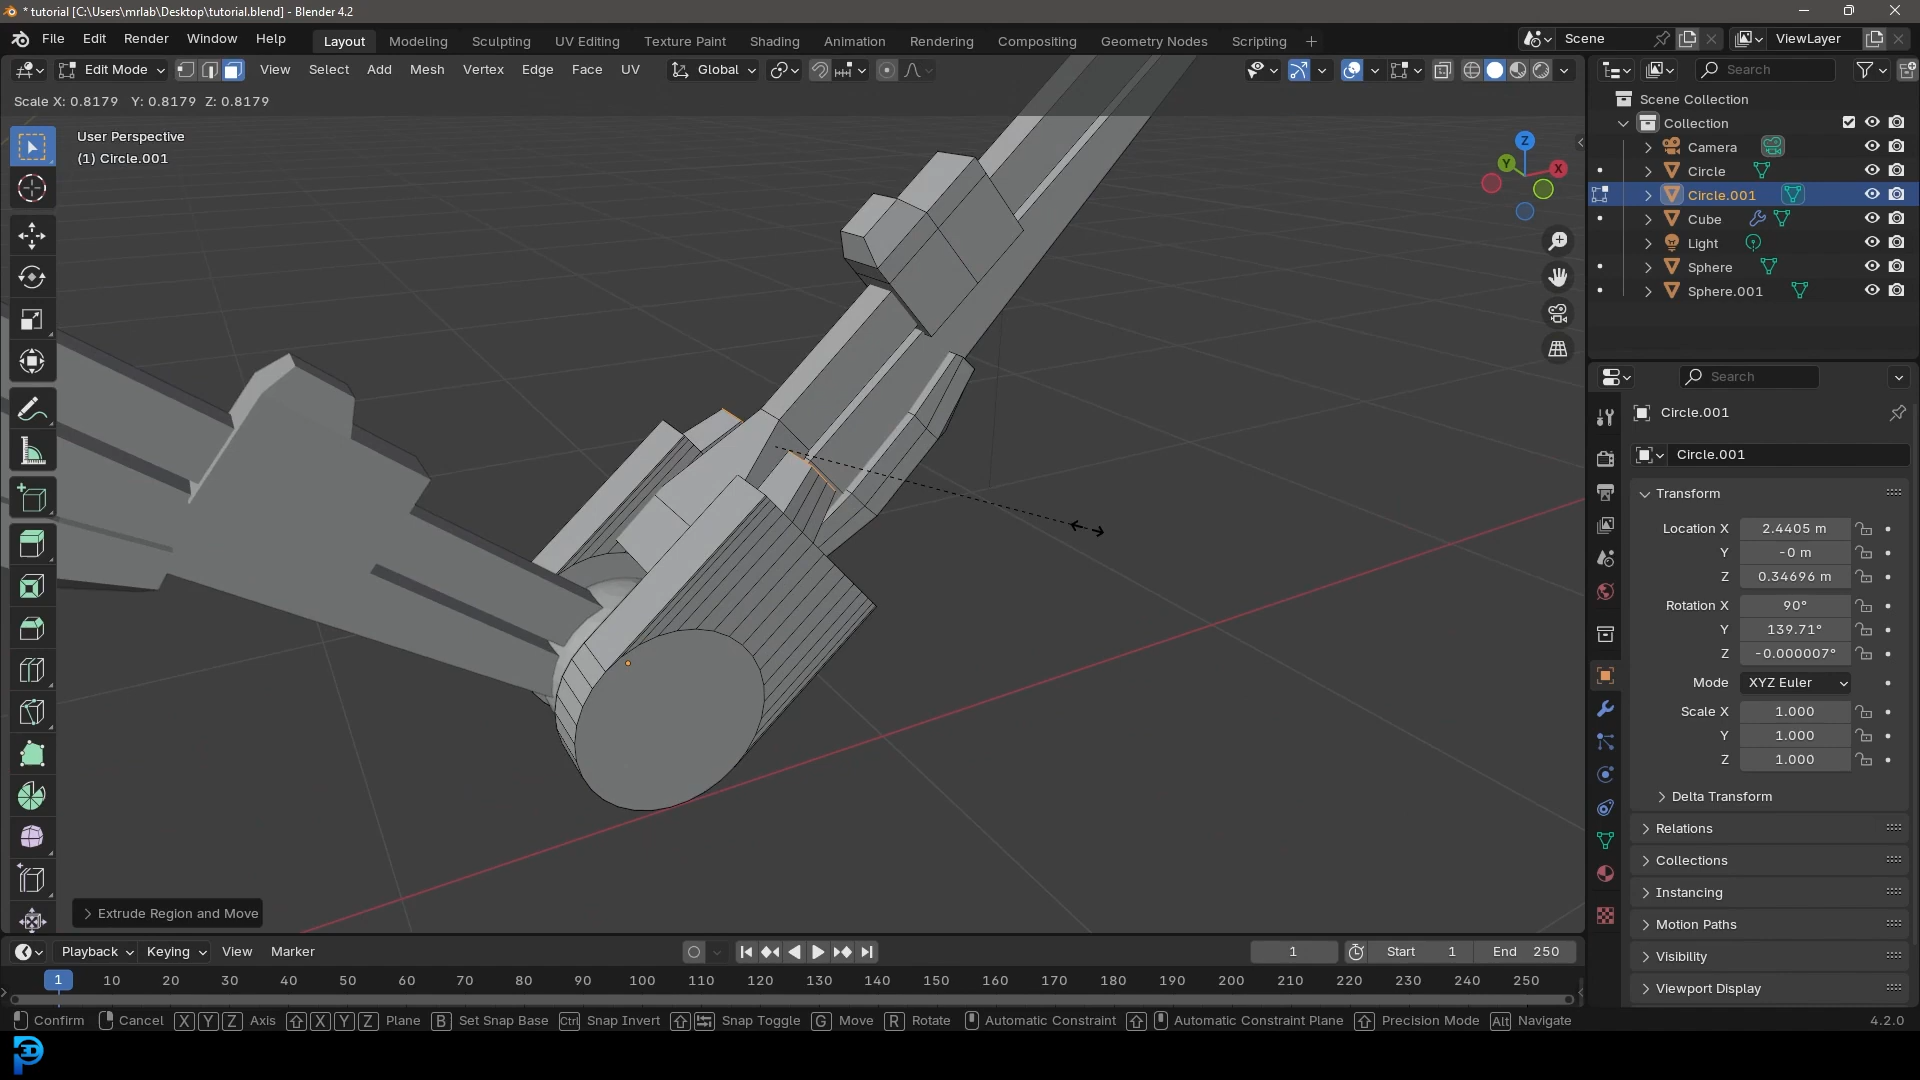 * tutorial [C:\Users\mrlab\Desktop\tutorial.blend] - Blender 4.2
File Edit Render Window Help Layout Modeling Sculpting UV Editing Texture Paint Shading Animation Rendering Compositing Geometry Nodes Scripting + Scene ViewLayer
Edit Mode View Select Add Mesh Vertex Edge Face UV Global Search
Scale X: 0.8179 Y: 0.8179 Z: 0.8179
User Perspective
(1) Circle.001
Z
Y
X
Scene Collection
Collection
Camera
Circle
Circle.001
Cube
Light
Sphere
Sphere.001
Search
Circle.001
Circle.001
Transform
Location X 2.4405 m
Y -0 m
Z 0.34696 m
Rotation X 90°
Y 139.71°
Z -0.000007°
Mode XYZ Euler
Scale X 1.000
Y 1.000
Z 1.000
Delta Transform
Relations
Collections
Instancing
Motion Paths
Visibility
Viewport Display
Extrude Region and Move
Playback Keying View Marker 1 Start 1 End 250
1 10 20 30 40 50 60 70 80 90 100 110 120 130 140 150 160 170 180 190 200 210 220 230 240 250
Confirm Cancel X Y Z Axis X Y Z Plane B Set Snap Base Ctrl Snap Invert Snap Toggle G Move R Rotate Automatic Constraint Automatic Constraint Plane Precision Mode Alt Navigate 4.2.0